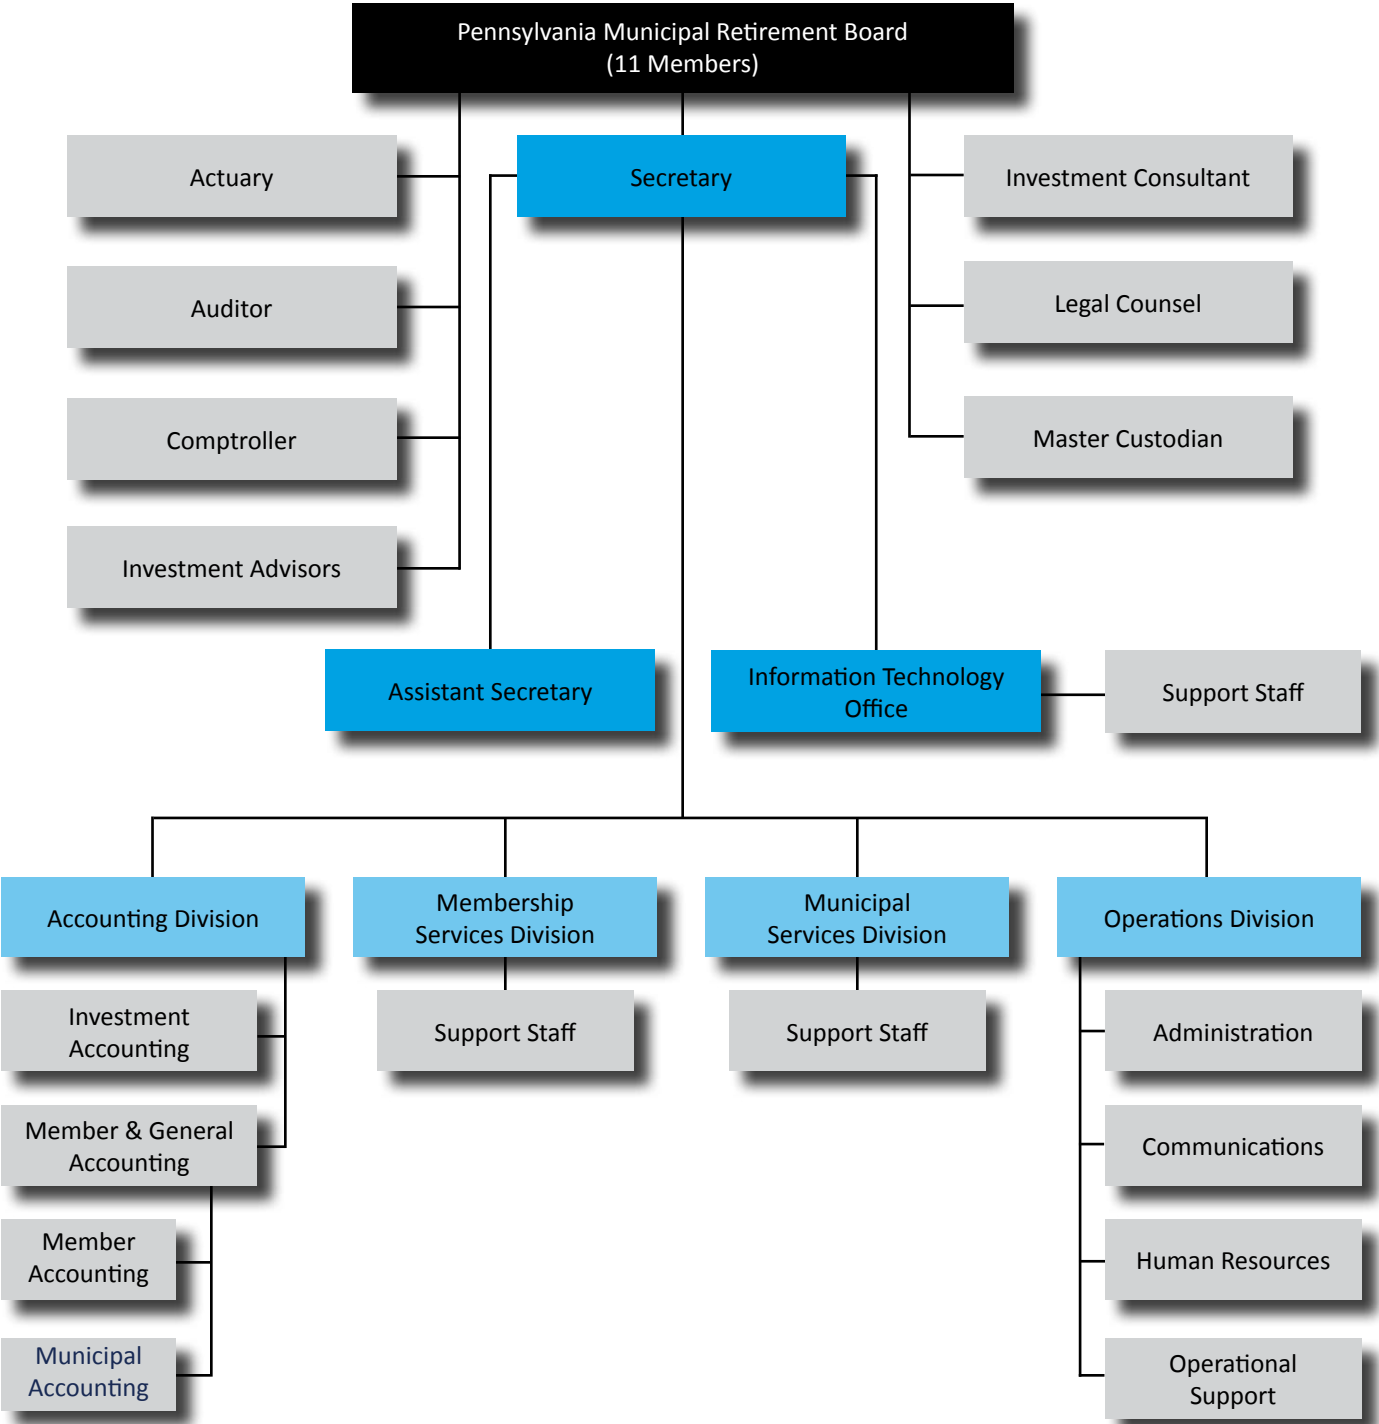 Pennsylvania Municipal Retirement Board
(11 Members)
Actuary
Secretary
Investment Consultant
Auditor
Legal Counsel
Comptroller
Master Custodian
Investment Advisors
Assistant Secretary
Information Technology
Office
Support Staff
Accounting Division
Membership
Services Division
Municipal
Services Division
Operations Division
Investment
Accounting
Support Staff
Support Staff
Administration
Member & General
Accounting
Communications
Member
Accounting
Human Resources
Municipal
Accounting
Operational
Support